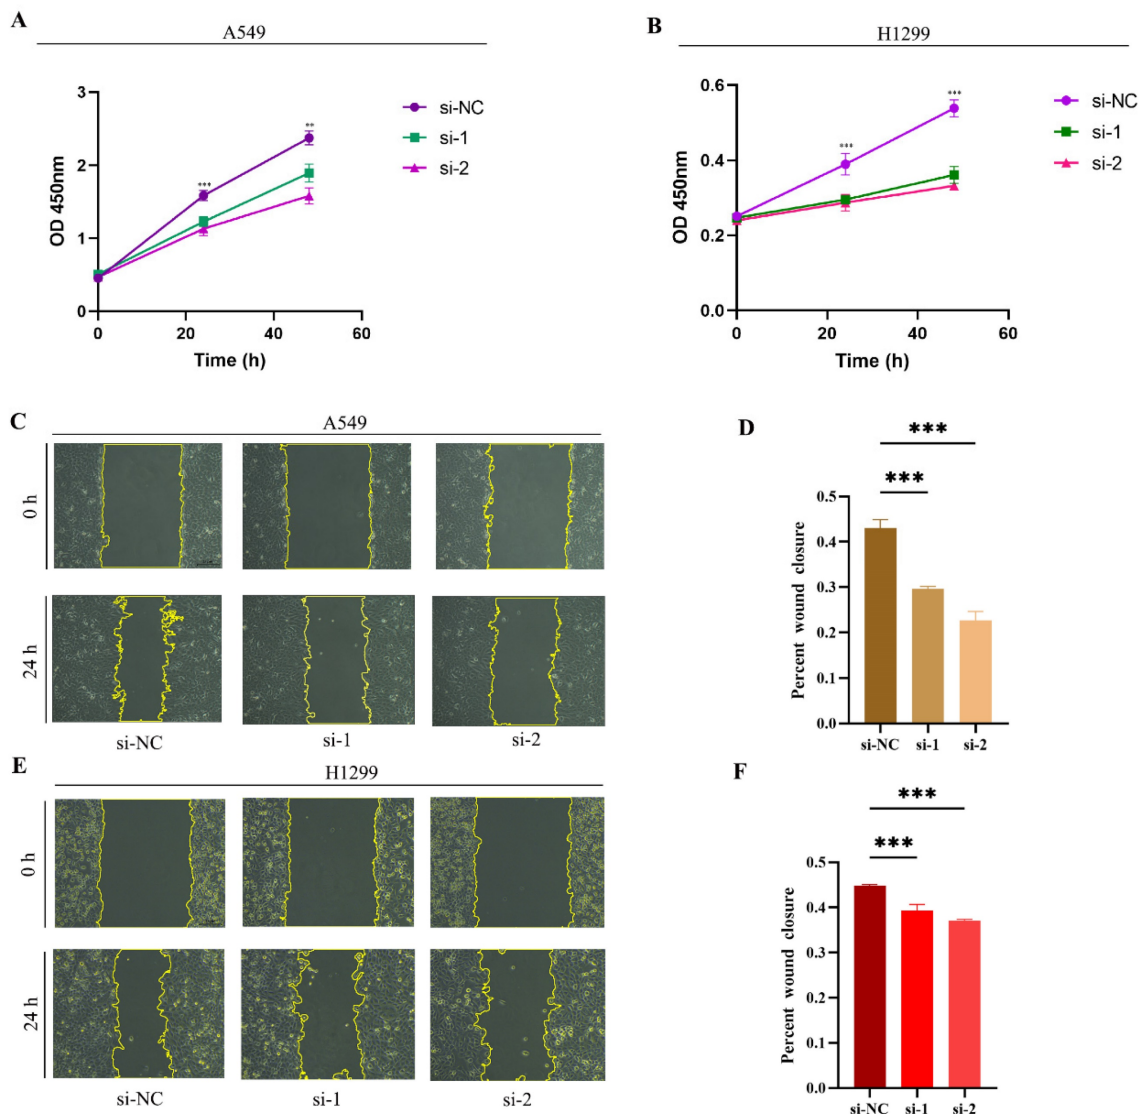 A
A549
OD 450nm
3
2
1
0
0
20
40
60
Time (h)
***
**
si-NC
si-1
si-2
B
H1299
OD 450nm
0.6
0.4
0.2
0.0
0
20
40
60
Time (h)
***
***
si-NC
si-1
si-2
C
A549
0 h
24 h
si-NC
si-1
si-2
D
***
***
Percent wound closure
0.5
0.4
0.3
0.2
0.1
0.0
si-NC
si-1
si-2
E
H1299
0 h
24 h
si-NC
si-1
si-2
F
***
***
Percent wound closure
0.5
0.4
0.3
0.2
0.1
0.0
si-NC
si-1
si-2